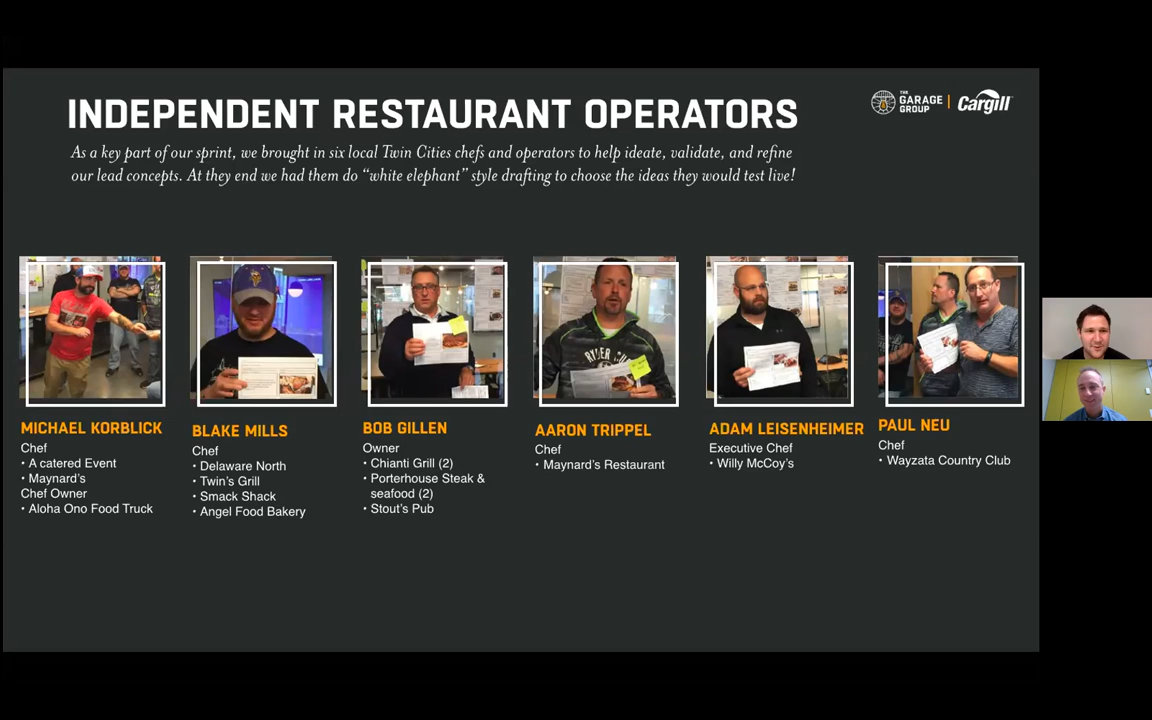 INDEPENDENT RESTAURANT OPERATORS
THE
GARAGE
GROUP
Cargill
As a key part of our sprint, we brought in six local Twin Cities chefs and operators to help ideate, validate, and refine
our lead concepts. At they end we had them do “white elephant” style drafting to choose the ideas they would test live!
MICHAEL KORBLICK
Chef
• A catered Event
• Maynard’s
Chef Owner
• Aloha Ono Food Truck
BLAKE MILLS
Chef
• Delaware North
• Twin’s Grill
• Smack Shack
• Angel Food Bakery
BOB GILLEN
Owner
• Chianti Grill (2)
• Porterhouse Steak &
seafood (2)
• Stout’s Pub
AARON TRIPPEL
Chef
• Maynard’s Restaurant
ADAM LEISENHEIMER
Executive Chef
• Willy McCoy’s
PAUL NEU
Chef
• Wayzata Country Club